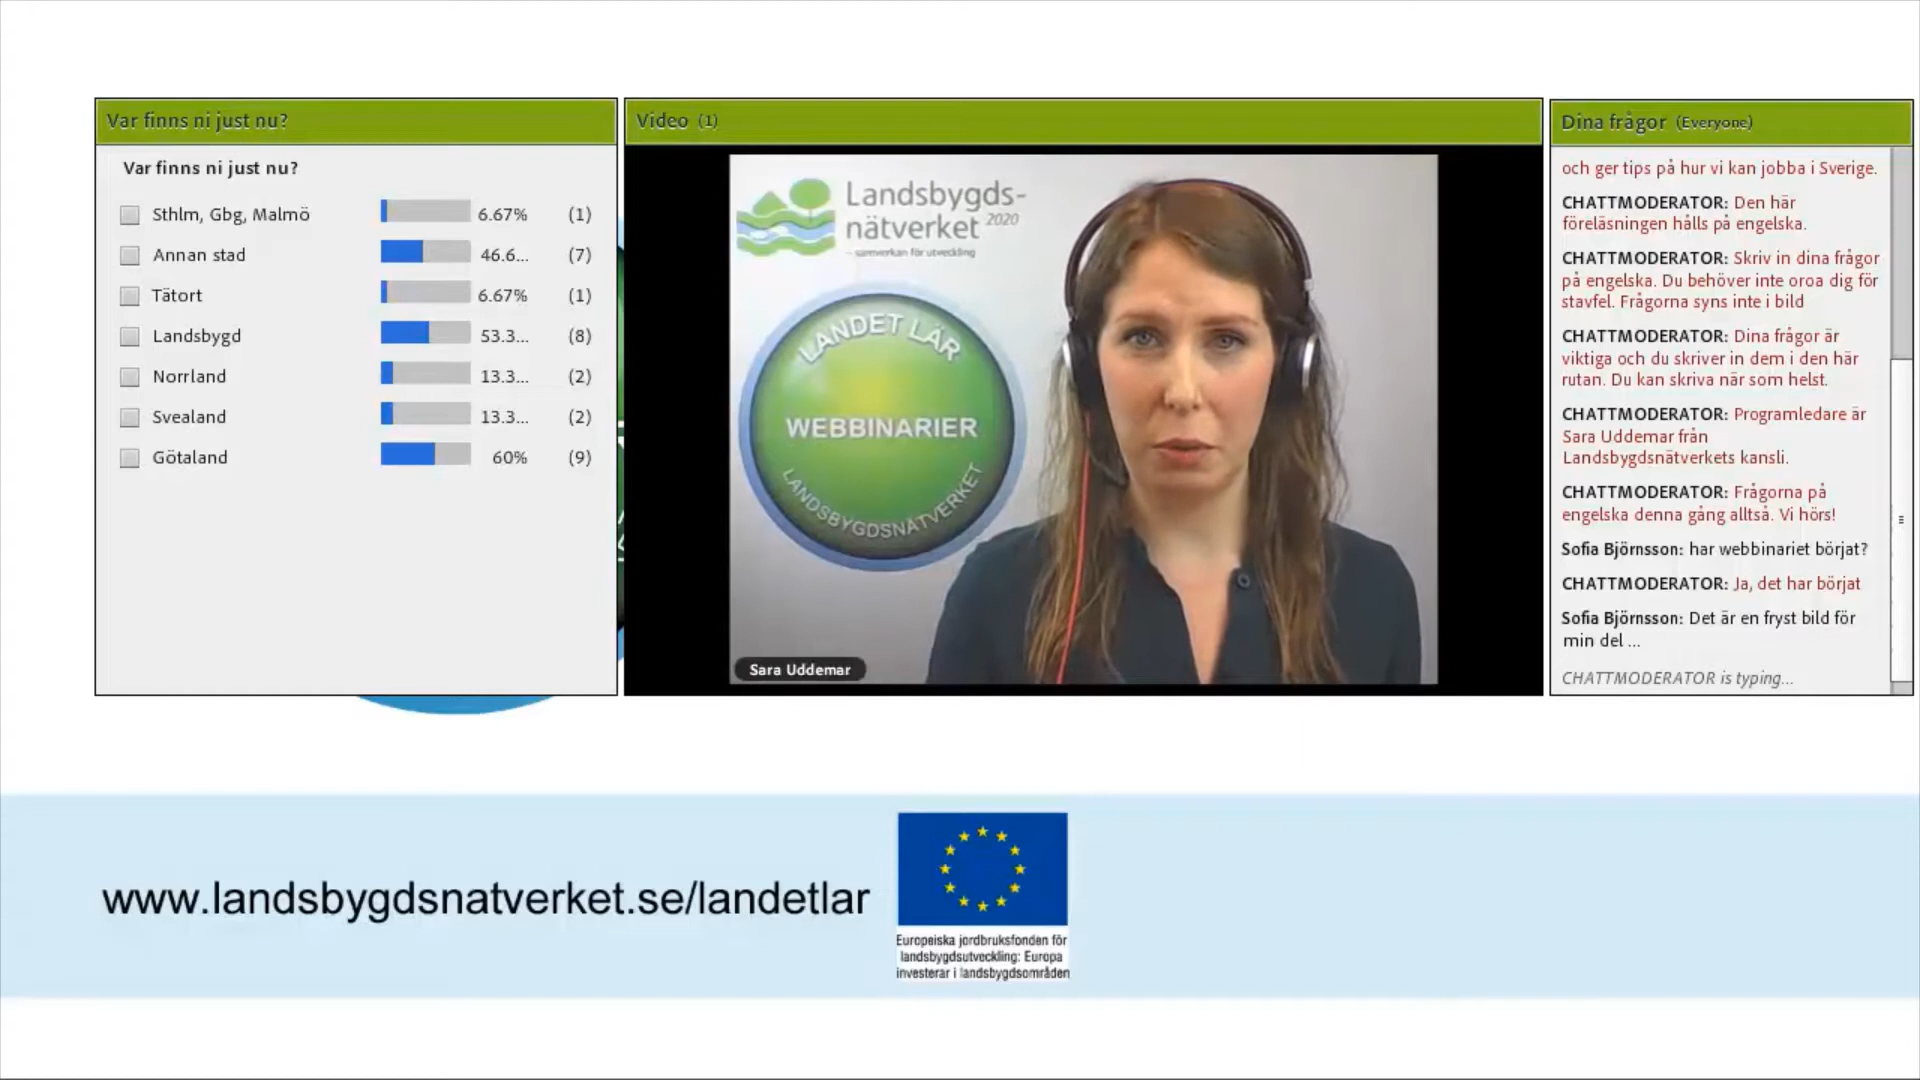 Var finns ni just nu?
Var finns ni just nu?
Sthlm, Gbg, Malmö 6.67% (1)
Annan stad 46.6... (7)
Tätort 6.67% (1)
Landsbygd 53.3... (8)
Norrland 13.3... (2)
Svealand 13.3... (2)
Götaland 60% (9)
Video (1)
Landsbygds-
nätverket 2020
– samverkan för utveckling
LANDET LÄR
WEBBINARIER
LANDSBYGDSNÄTVERKET
Sara Uddemar
Dina frågor (Everyone)
och ger tips på hur vi kan jobba i Sverige.
CHATTMODERATOR: Den här
föreläsningen hålls på engelska.
CHATTMODERATOR: Skriv in dina frågor
på engelska. Du behöver inte oroa dig för
stavfel. Frågorna syns inte i bild
CHATTMODERATOR: Dina frågor är
viktiga och du skriver in dem i den här
rutan. Du kan skriva när som helst.
CHATTMODERATOR: Programledare är
Sara Uddemar från
Landsbygdsnätverkets kansli.
CHATTMODERATOR: Frågorna på
engelska denna gång alltså. Vi hörs!
Sofia Björnsson: har webbinariet börjat?
CHATTMODERATOR: Ja, det har börjat
Sofia Björnsson: Det är en fryst bild för
min del ...
CHATTMODERATOR is typing...
www.landsbygdsnatverket.se/landetlar
Europeiska jordbruksfonden för
landsbygdsutveckling: Europa
investerar i landsbygdsområden